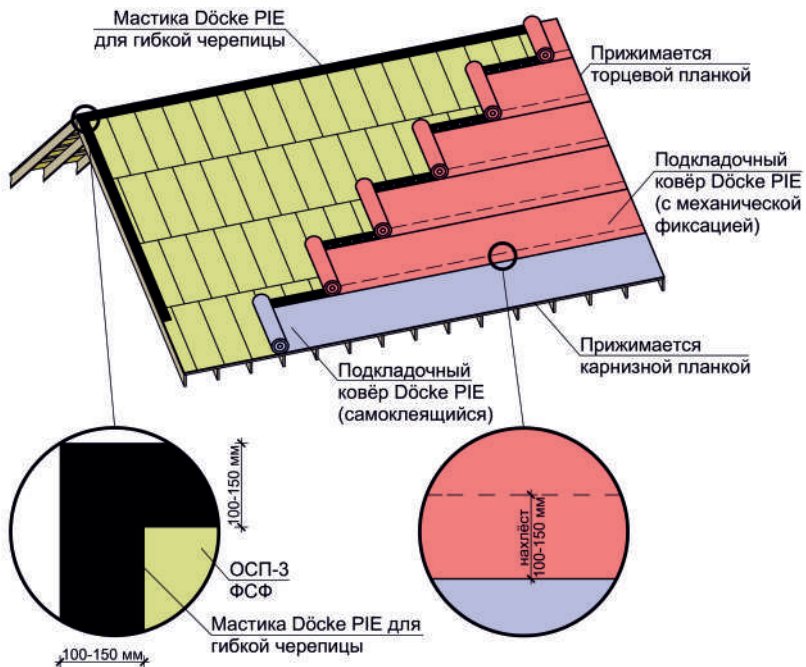 Мастика Döcke PIE
для гибкой черепицы
Прижимается
торцевой планкой
Подкладочный
ковёр Döcke PIE
(с механической
фиксацией)
Прижимается
карнизной планкой
Подкладочный
ковёр Döcke PIE
(самоклеящийся)
100-150 мм
ОСП-3
ФСФ
Мастика Döcke PIE для
гибкой черепицы
100-150 мм
нахлёст
100-150 мм